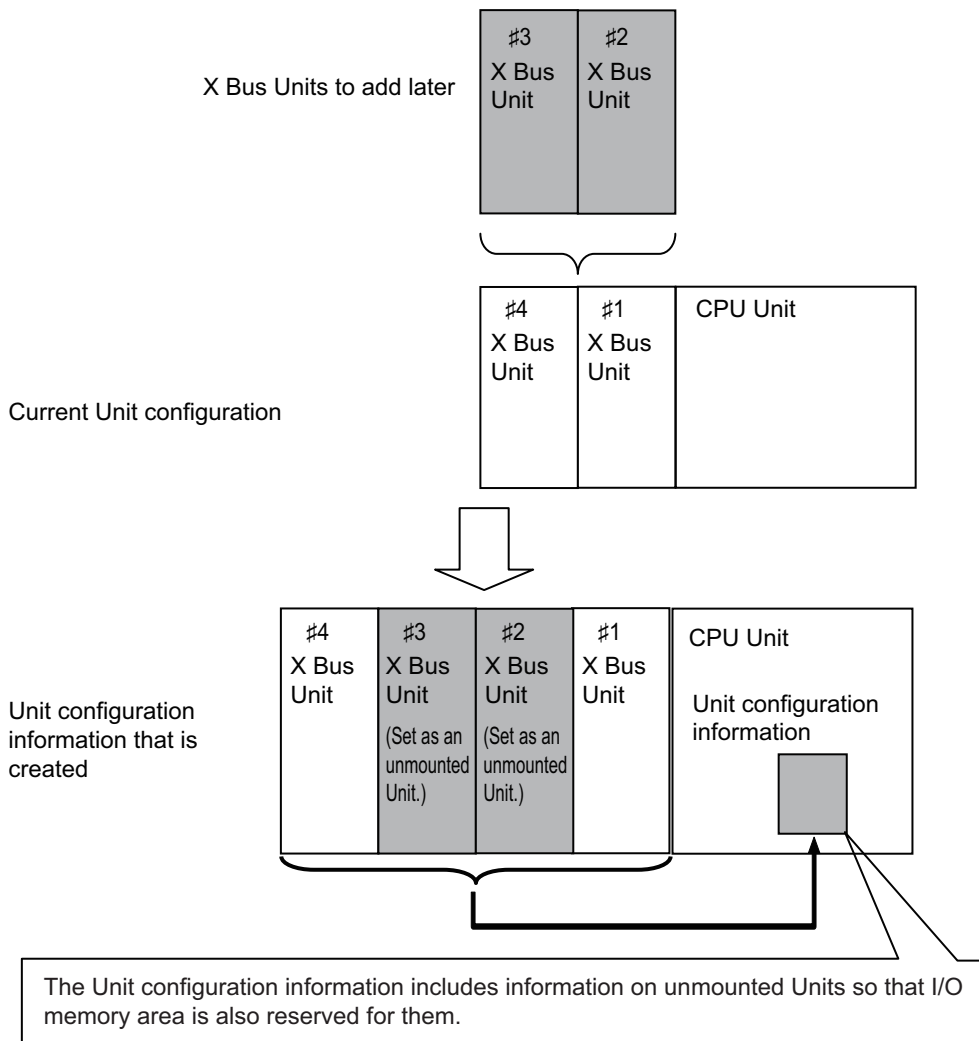 X Bus Units to add later
♯3
X Bus
Unit
♯2
X Bus
Unit
Current Unit configuration
♯4
X Bus
Unit
♯1
X Bus
Unit
CPU Unit
Unit configuration
information that is
created
♯4
X Bus
Unit
♯3
X Bus
Unit
(Set as an
unmounted
Unit.)
♯2
X Bus
Unit
(Set as an
unmounted
Unit.)
♯1
X Bus
Unit
CPU Unit
Unit configuration
information
The Unit configuration information includes information on unmounted Units so that I/O
memory area is also reserved for them.